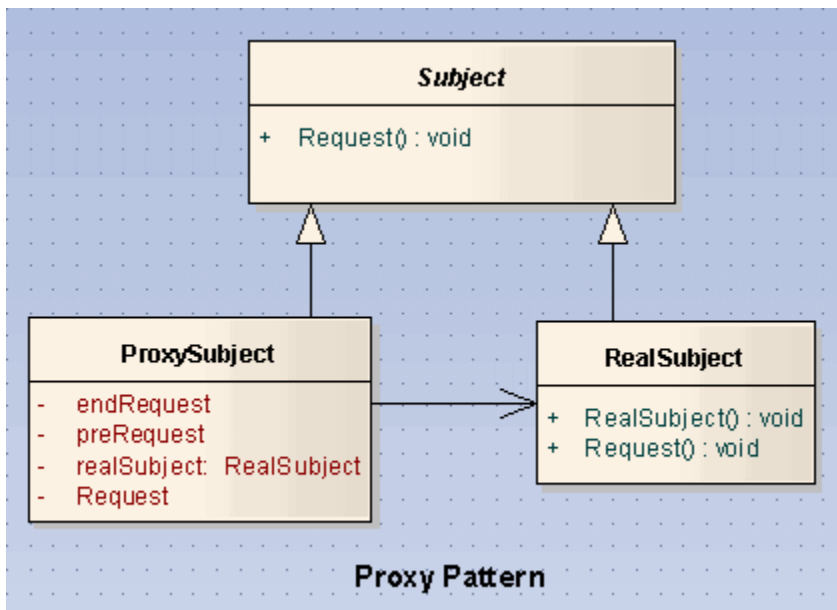 Subject
+ Request() : void
ProxySubject
- endRequest
- preRequest
- realSubject: RealSubject
- Request
RealSubject
+ RealSubject() : void
+ Request() : void
Proxy Pattern